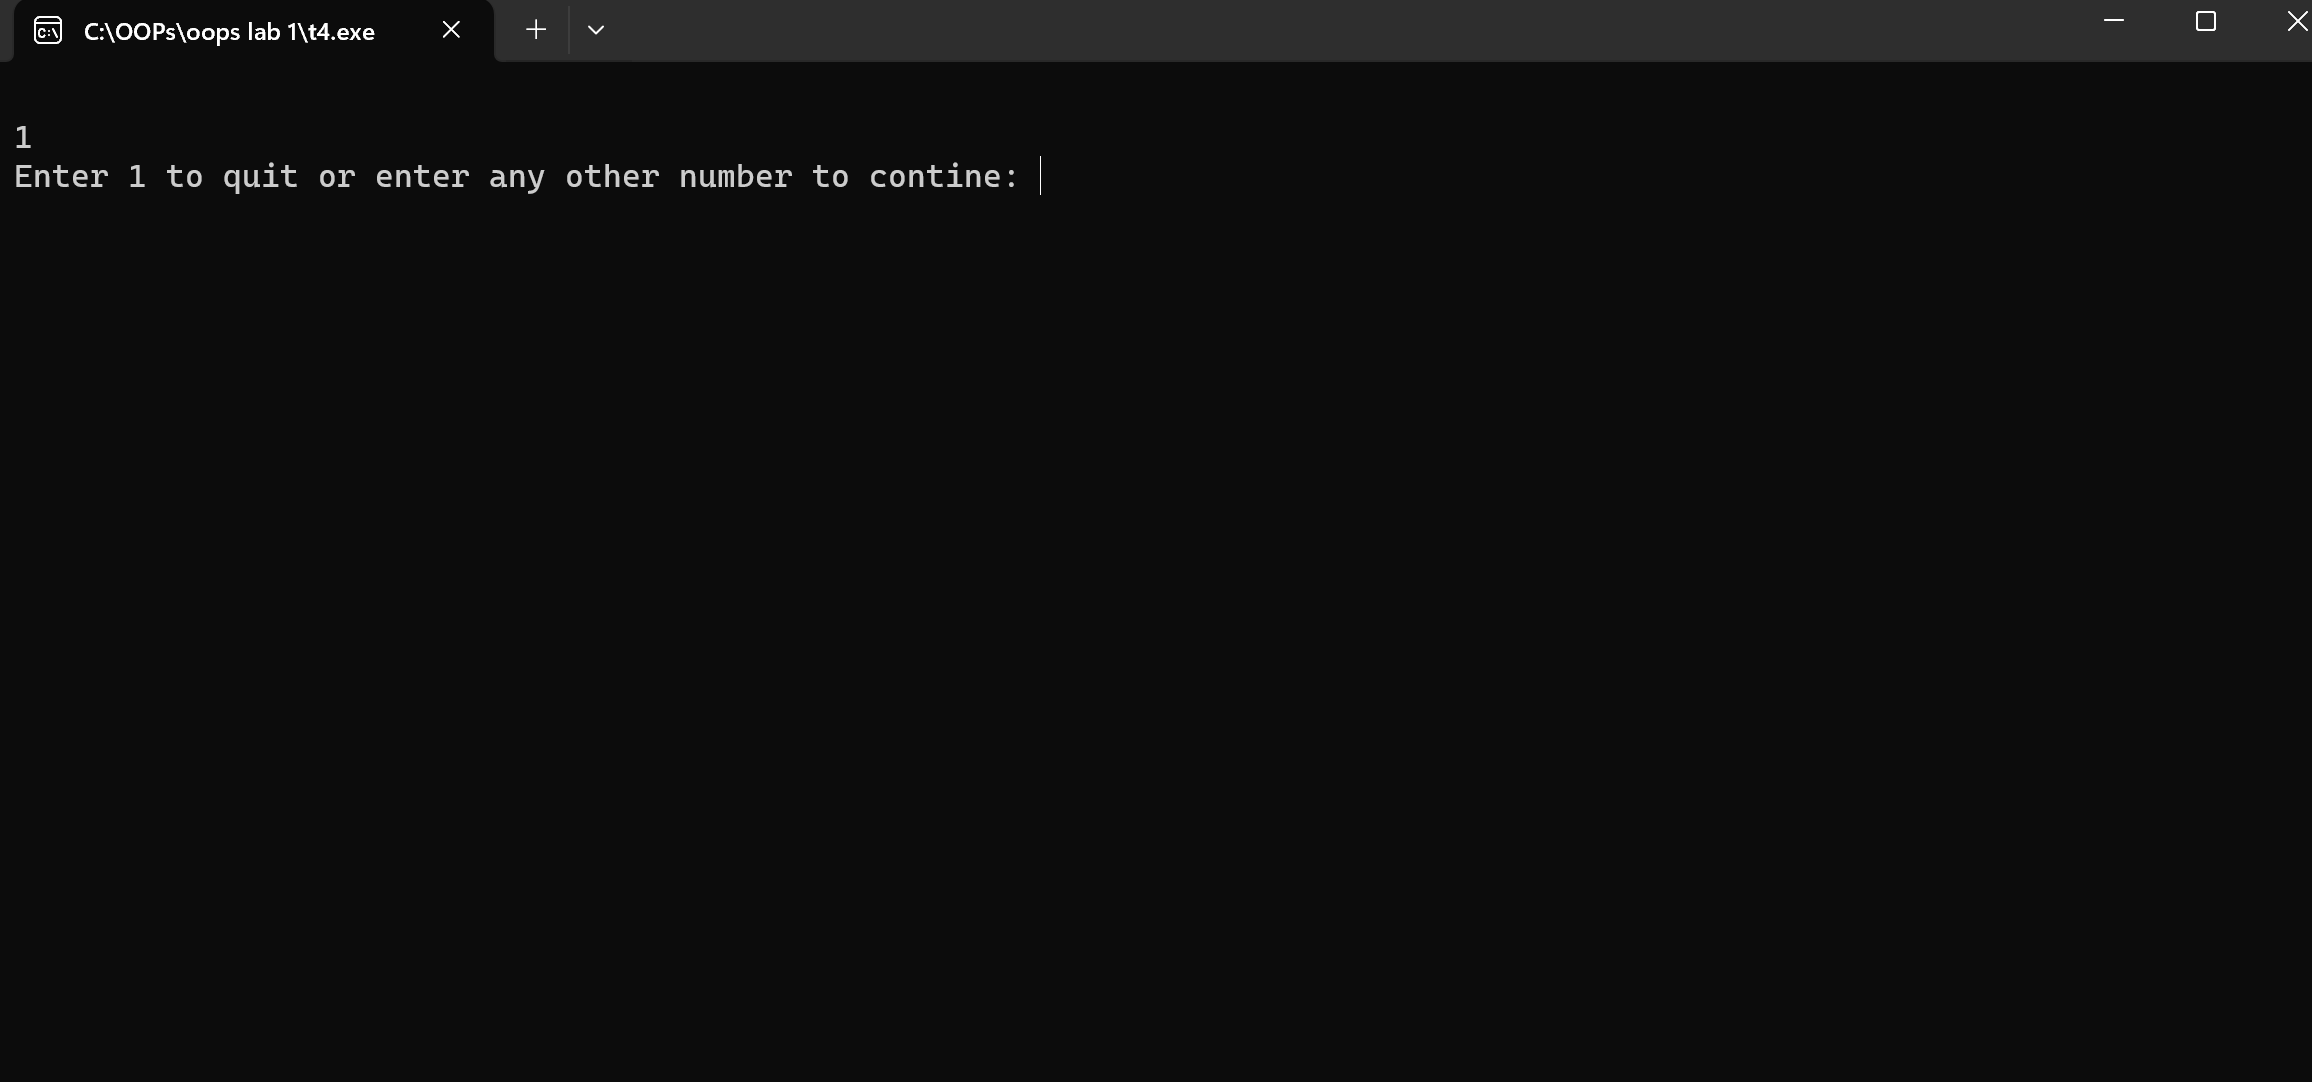 C:\OOPs\oops lab 1\t4.exe
1
Enter 1 to quit or enter any other number to contine: